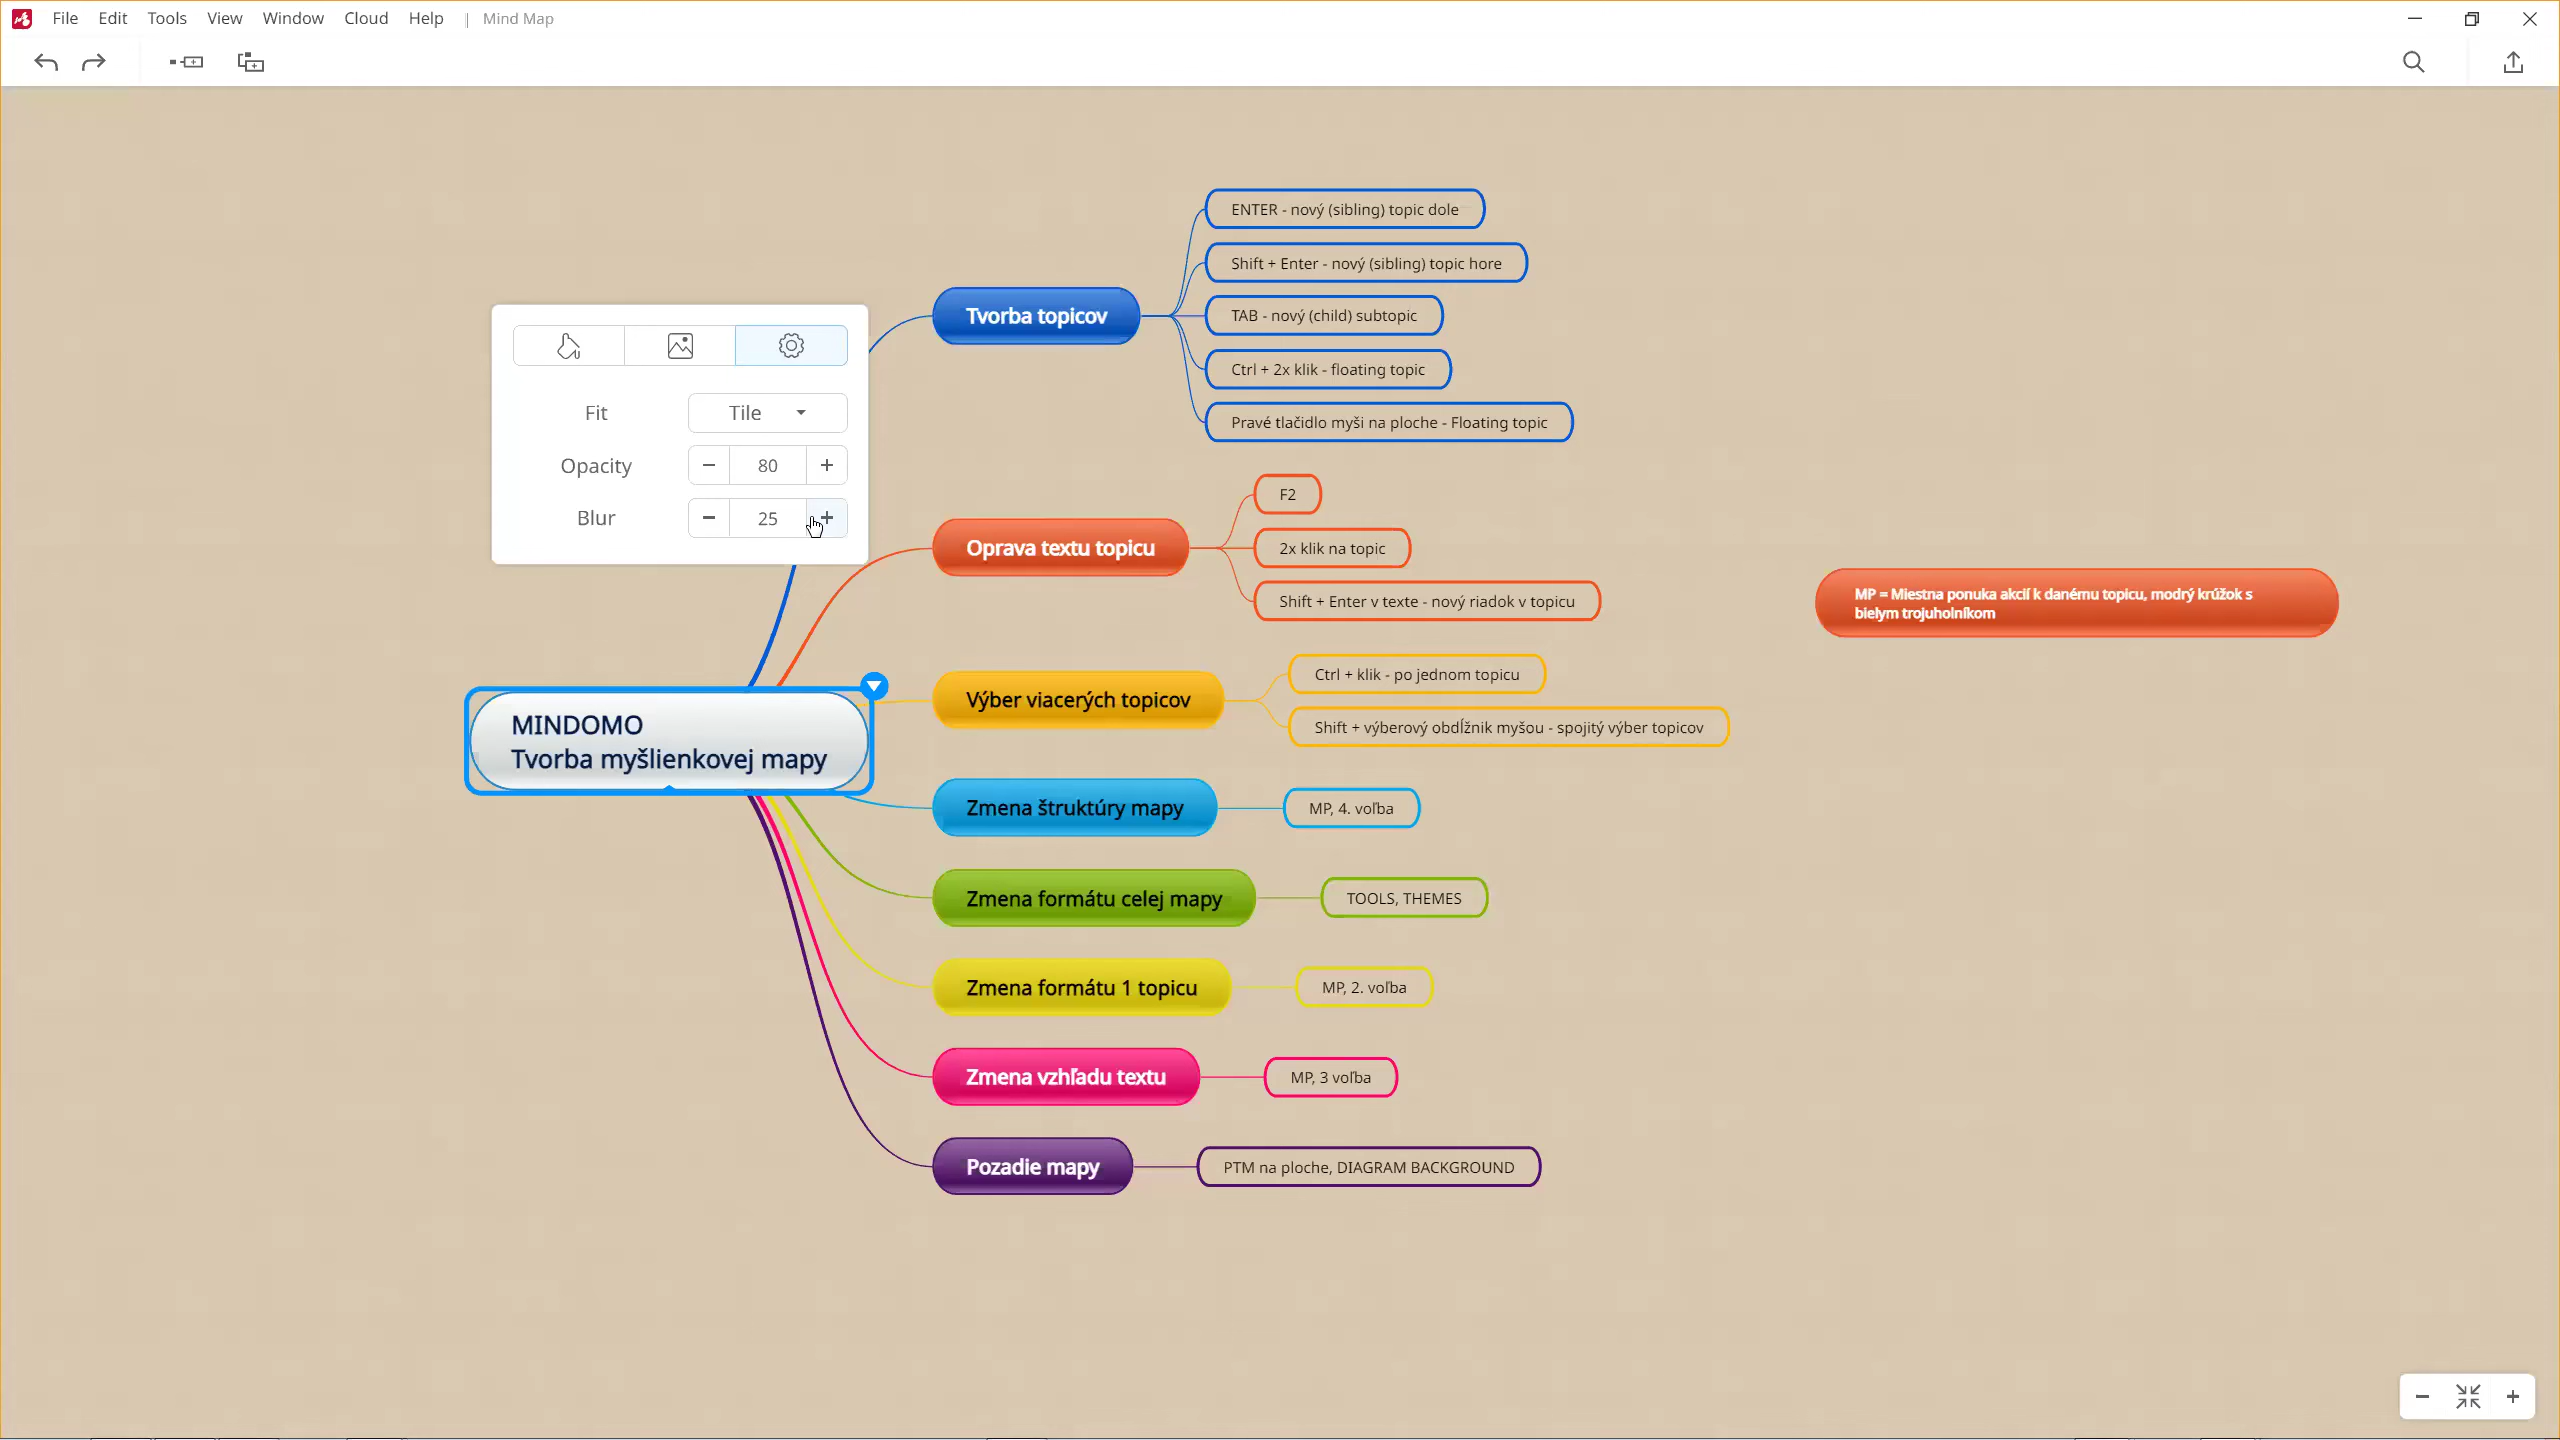 File Edit Tools View Window Cloud Help | Mind Map
ENTER - nový (sibling) topic dole
Shift + Enter - nový (sibling) topic hore
Tvorba topicov
TAB - nový (child) subtopic
Ctrl + 2x klik - floating topic
Pravé tlačidlo myši na ploche - Floating topic
Fit Tile
Opacity − 80 +
Blur − 25 +
F2
Oprava textu topicu
2x klik na topic
Shift + Enter v texte - nový riadok v topicu
MP = Miestna ponuka akcií k danému topicu, modrý krúžok s
bielym trojuholníkom
Ctrl + klik - po jednom topicu
Výber viacerých topicov
Shift + výberový obdĺžnik myšou - spojitý výber topicov
MINDOMO
Tvorba myšlienkovej mapy
Zmena štruktúry mapy
MP, 4. voľba
Zmena formátu celej mapy
TOOLS, THEMES
Zmena formátu 1 topicu
MP, 2. voľba
Zmena vzhľadu textu
MP, 3 voľba
Pozadie mapy
PTM na ploche, DIAGRAM BACKGROUND